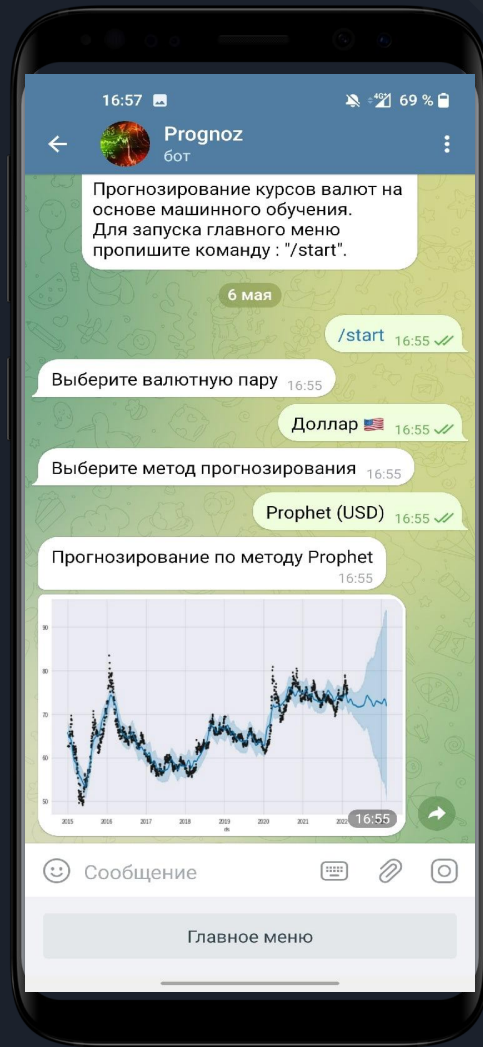 16:57
4G
69 %
Prognoz
бот
Прогнозирование курсов валют на
основе машинного обучения.
Для запуска главного меню
пропишите команду : "/start".
6 мая
/start 16:55
Выберите валютную пару 16:55
Доллар 16:55
Выберите метод прогнозирования 16:55
Prophet (USD) 16:55
Прогнозирование по методу Prophet
16:55
90
80
70
60
50
2015 2016 2017 2018 2019 2020 2021 2022
ds
16:55
Сообщение
Главное меню